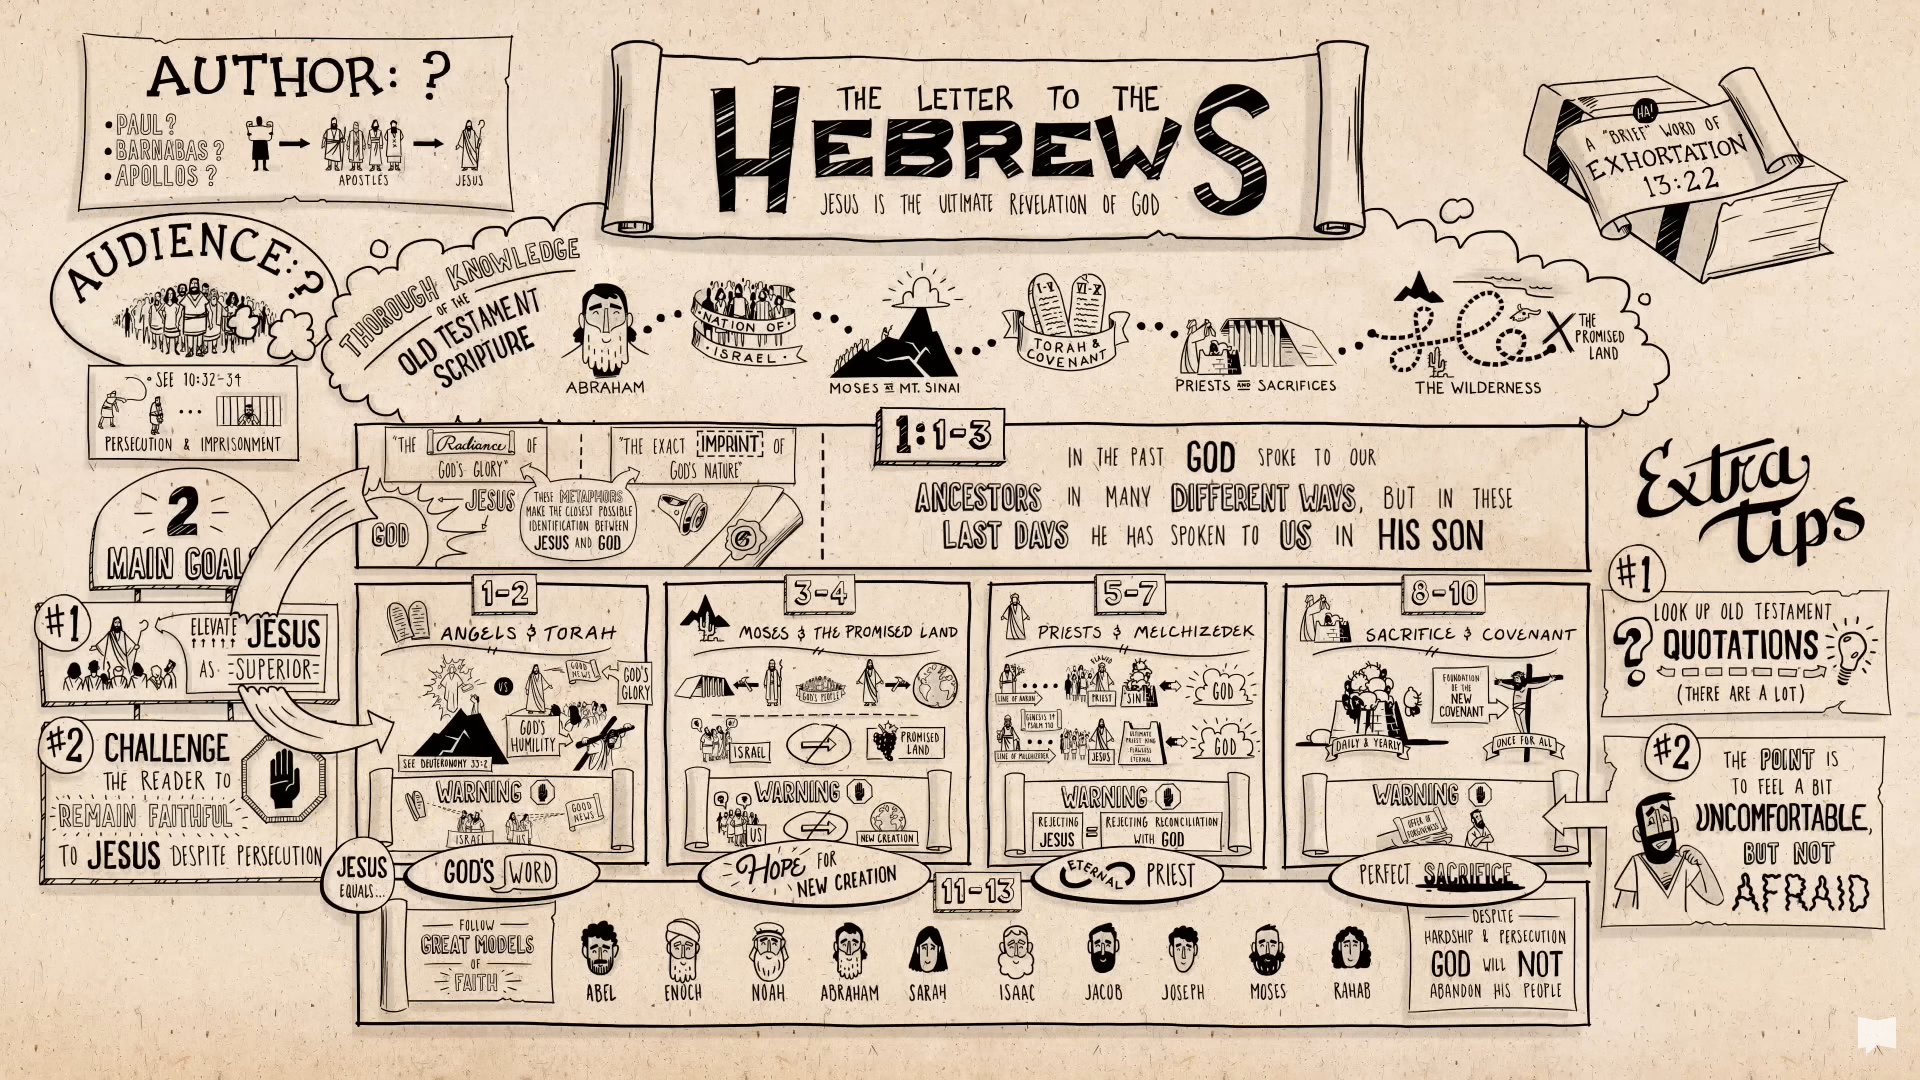 AUTHOR: ?
• PAUL?
• BARNABAS?
• APOLLOS?
APOSTLES
JESUS
THE LETTER TO THE
HEBREWS
JESUS IS THE ULTIMATE REVELATION OF GOD
HA!
A "BRIEF" WORD OF
EXHORTATION
13:22
AUDIENCE: ?
• SEE 10:32-34
PERSECUTION & IMPRISONMENT
THOROUGH KNOWLEDGE
OF THE
OLD TESTAMENT
SCRIPTURE
ABRAHAM
NATION OF
ISRAEL
MOSES AT MT. SINAI
I-V
VI-X
TORAH &
COVENANT
PRIESTS AND SACRIFICES
THE WILDERNESS
THE
PROMISED
LAND
2
MAIN GOALS
#1
ELEVATE JESUS
AS SUPERIOR
#2 CHALLENGE
THE READER TO
REMAIN FAITHFUL
TO JESUS DESPITE PERSECUTION
"THE Radiance OF
GOD'S GLORY"
"THE EXACT IMPRINT OF
GOD'S NATURE"
GOD
JESUS
THESE METAPHORS
MAKE THE CLOSEST POSSIBLE
IDENTIFICATION BETWEEN
JESUS AND GOD
G
1:1-3
IN THE PAST GOD SPOKE TO OUR
ANCESTORS IN MANY DIFFERENT WAYS, BUT IN THESE
LAST DAYS HE HAS SPOKEN TO US IN HIS SON
1-2
ANGELS & TORAH
VS
GOOD
NEWS
GOD'S
GLORY
GOD'S
HUMILITY
SEE DEUTERONOMY 33:2
WARNING
GOOD
NEWS
ISRAEL
US
3-4
MOSES & THE PROMISED LAND
GOD'S PEOPLE
ISRAEL
PROMISED
LAND
WARNING
US
NEW CREATION
5-7
PRIESTS & MELCHIZEDEK
LINE OF AARON
FLAWED
PRIEST
SIN
GOD
GENESIS 14
PSALM 110
LINE OF MELCHIZEDEK
JESUS
ULTIMATE
PRIEST KING
FLAWLESS
ETERNAL
GOD
WARNING
REJECTING
JESUS
=
REJECTING RECONCILIATION
WITH GOD
8-10
SACRIFICE & COVENANT
DAILY & YEARLY
FOUNDATION
OF THE
NEW
COVENANT
ONCE FOR ALL
WARNING
OFFER OF
FORGIVENESS
JESUS
EQUALS...
GOD'S WORD
HOPE FOR
NEW CREATION
ETERNAL PRIEST
PERFECT SACRIFICE
11-13
FOLLOW
GREAT MODELS
OF
FAITH
ABEL
ENOCH
NOAH
ABRAHAM
SARAH
ISAAC
JACOB
JOSEPH
MOSES
RAHAB
DESPITE
HARDSHIP & PERSECUTION
GOD WILL NOT
ABANDON HIS PEOPLE
Extra
Tips
#1
LOOK UP OLD TESTAMENT
? QUOTATIONS
(THERE ARE A LOT)
#2
THE POINT IS
TO FEEL A BIT
UNCOMFORTABLE,
BUT NOT
AFRAID